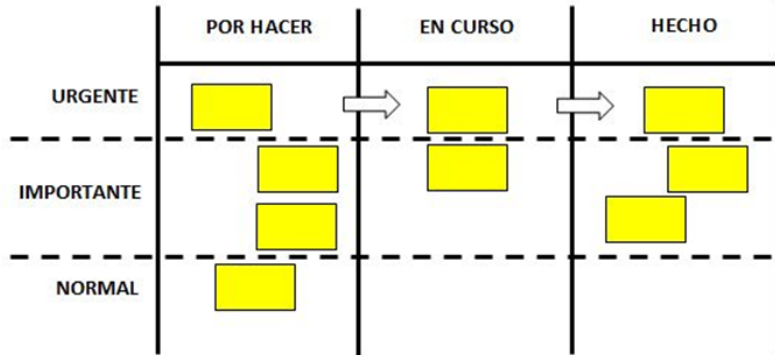 POR HACER
EN CURSO
HECHO
URGENTE
IMPORTANTE
NORMAL